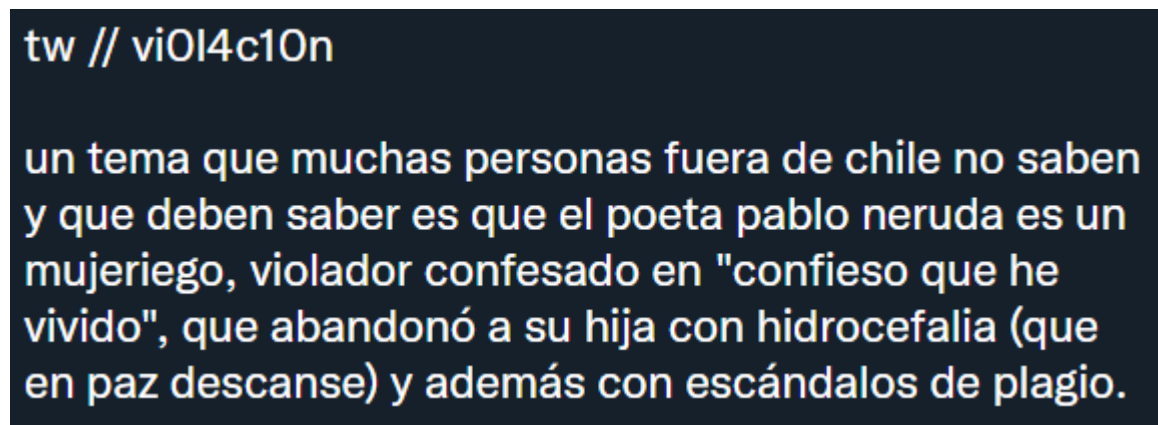 tw // vi0l4c10n
un tema que muchas personas fuera de chile no saben
y que deben saber es que el poeta pablo neruda es un
mujeriego, violador confesado en "confieso que he
vivido", que abandonó a su hija con hidrocefalia (que
en paz descanse) y además con escándalos de plagio.